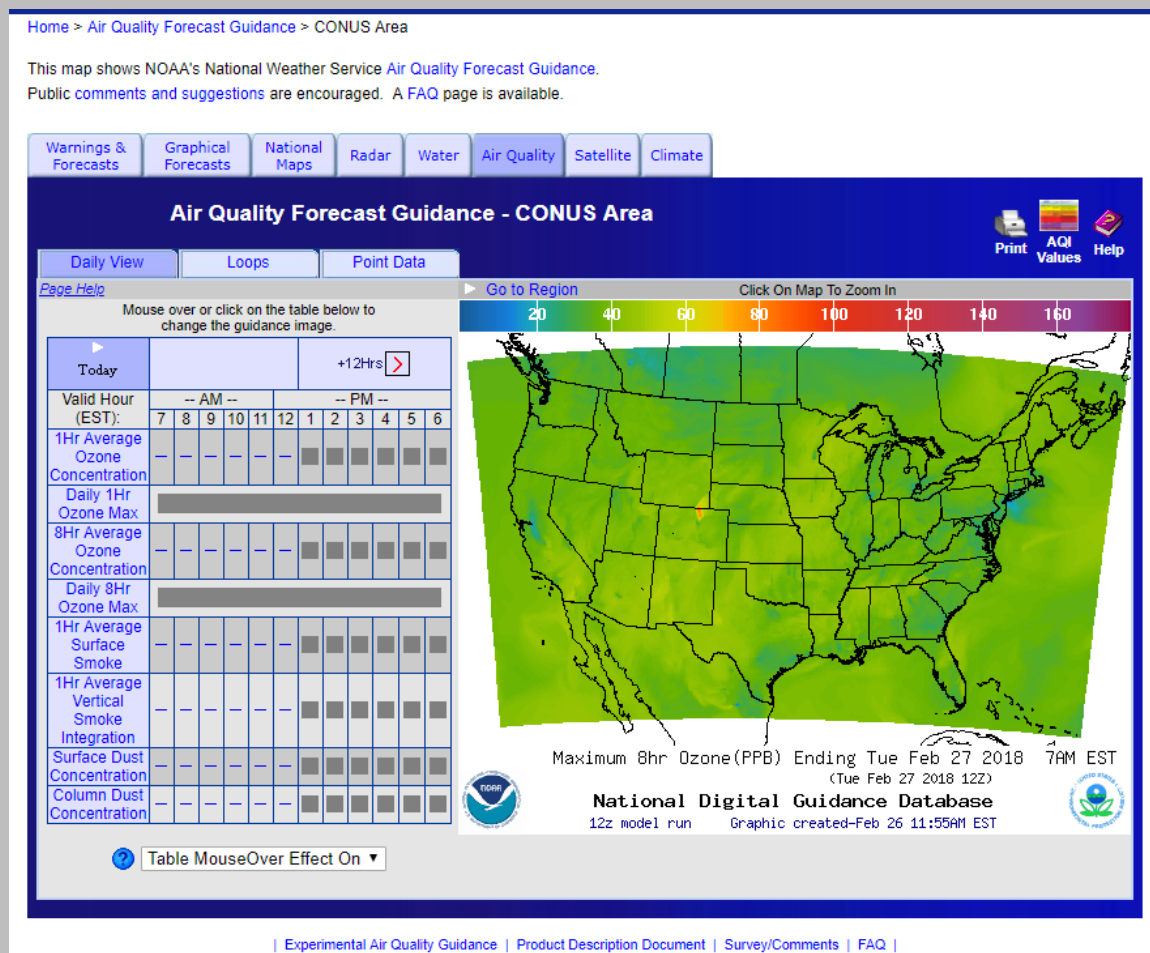 Home > Air Quality Forecast Guidance > CONUS Area
This map shows NOAA's National Weather Service Air Quality Forecast Guidance.
Public comments and suggestions are encouraged. A FAQ page is available.
Warnings & Forecasts
Graphical Forecasts
National Maps
Radar
Water
Air Quality
Satellite
Climate
Air Quality Forecast Guidance - CONUS Area
Print
AQI Values
Help
Daily View
Loops
Point Data
Page Help
Go to Region
Click On Map To Zoom In
Mouse over or click on the table below to
change the guidance image.
20 40 60 80 100 120 140 160
Today
+12Hrs
Valid Hour (EST):
-- AM --
-- PM --
7 8 9 10 11 12 1 2 3 4 5 6
1Hr Average
Ozone
Concentration
Daily 1Hr
Ozone Max
8Hr Average
Ozone
Concentration
Daily 8Hr
Ozone Max
1Hr Average
Surface
Smoke
1Hr Average
Vertical
Smoke
Integration
Surface Dust
Concentration
Column Dust
Concentration
Maximum 8hr Ozone(PPB) Ending Tue Feb 27 2018 7AM EST
(Tue Feb 27 2018 12Z)
NOAA
National Digital Guidance Database
12z model run Graphic created-Feb 26 11:55AM EST
? Table MouseOver Effect On
| Experimental Air Quality Guidance | Product Description Document | Survey/Comments | FAQ |